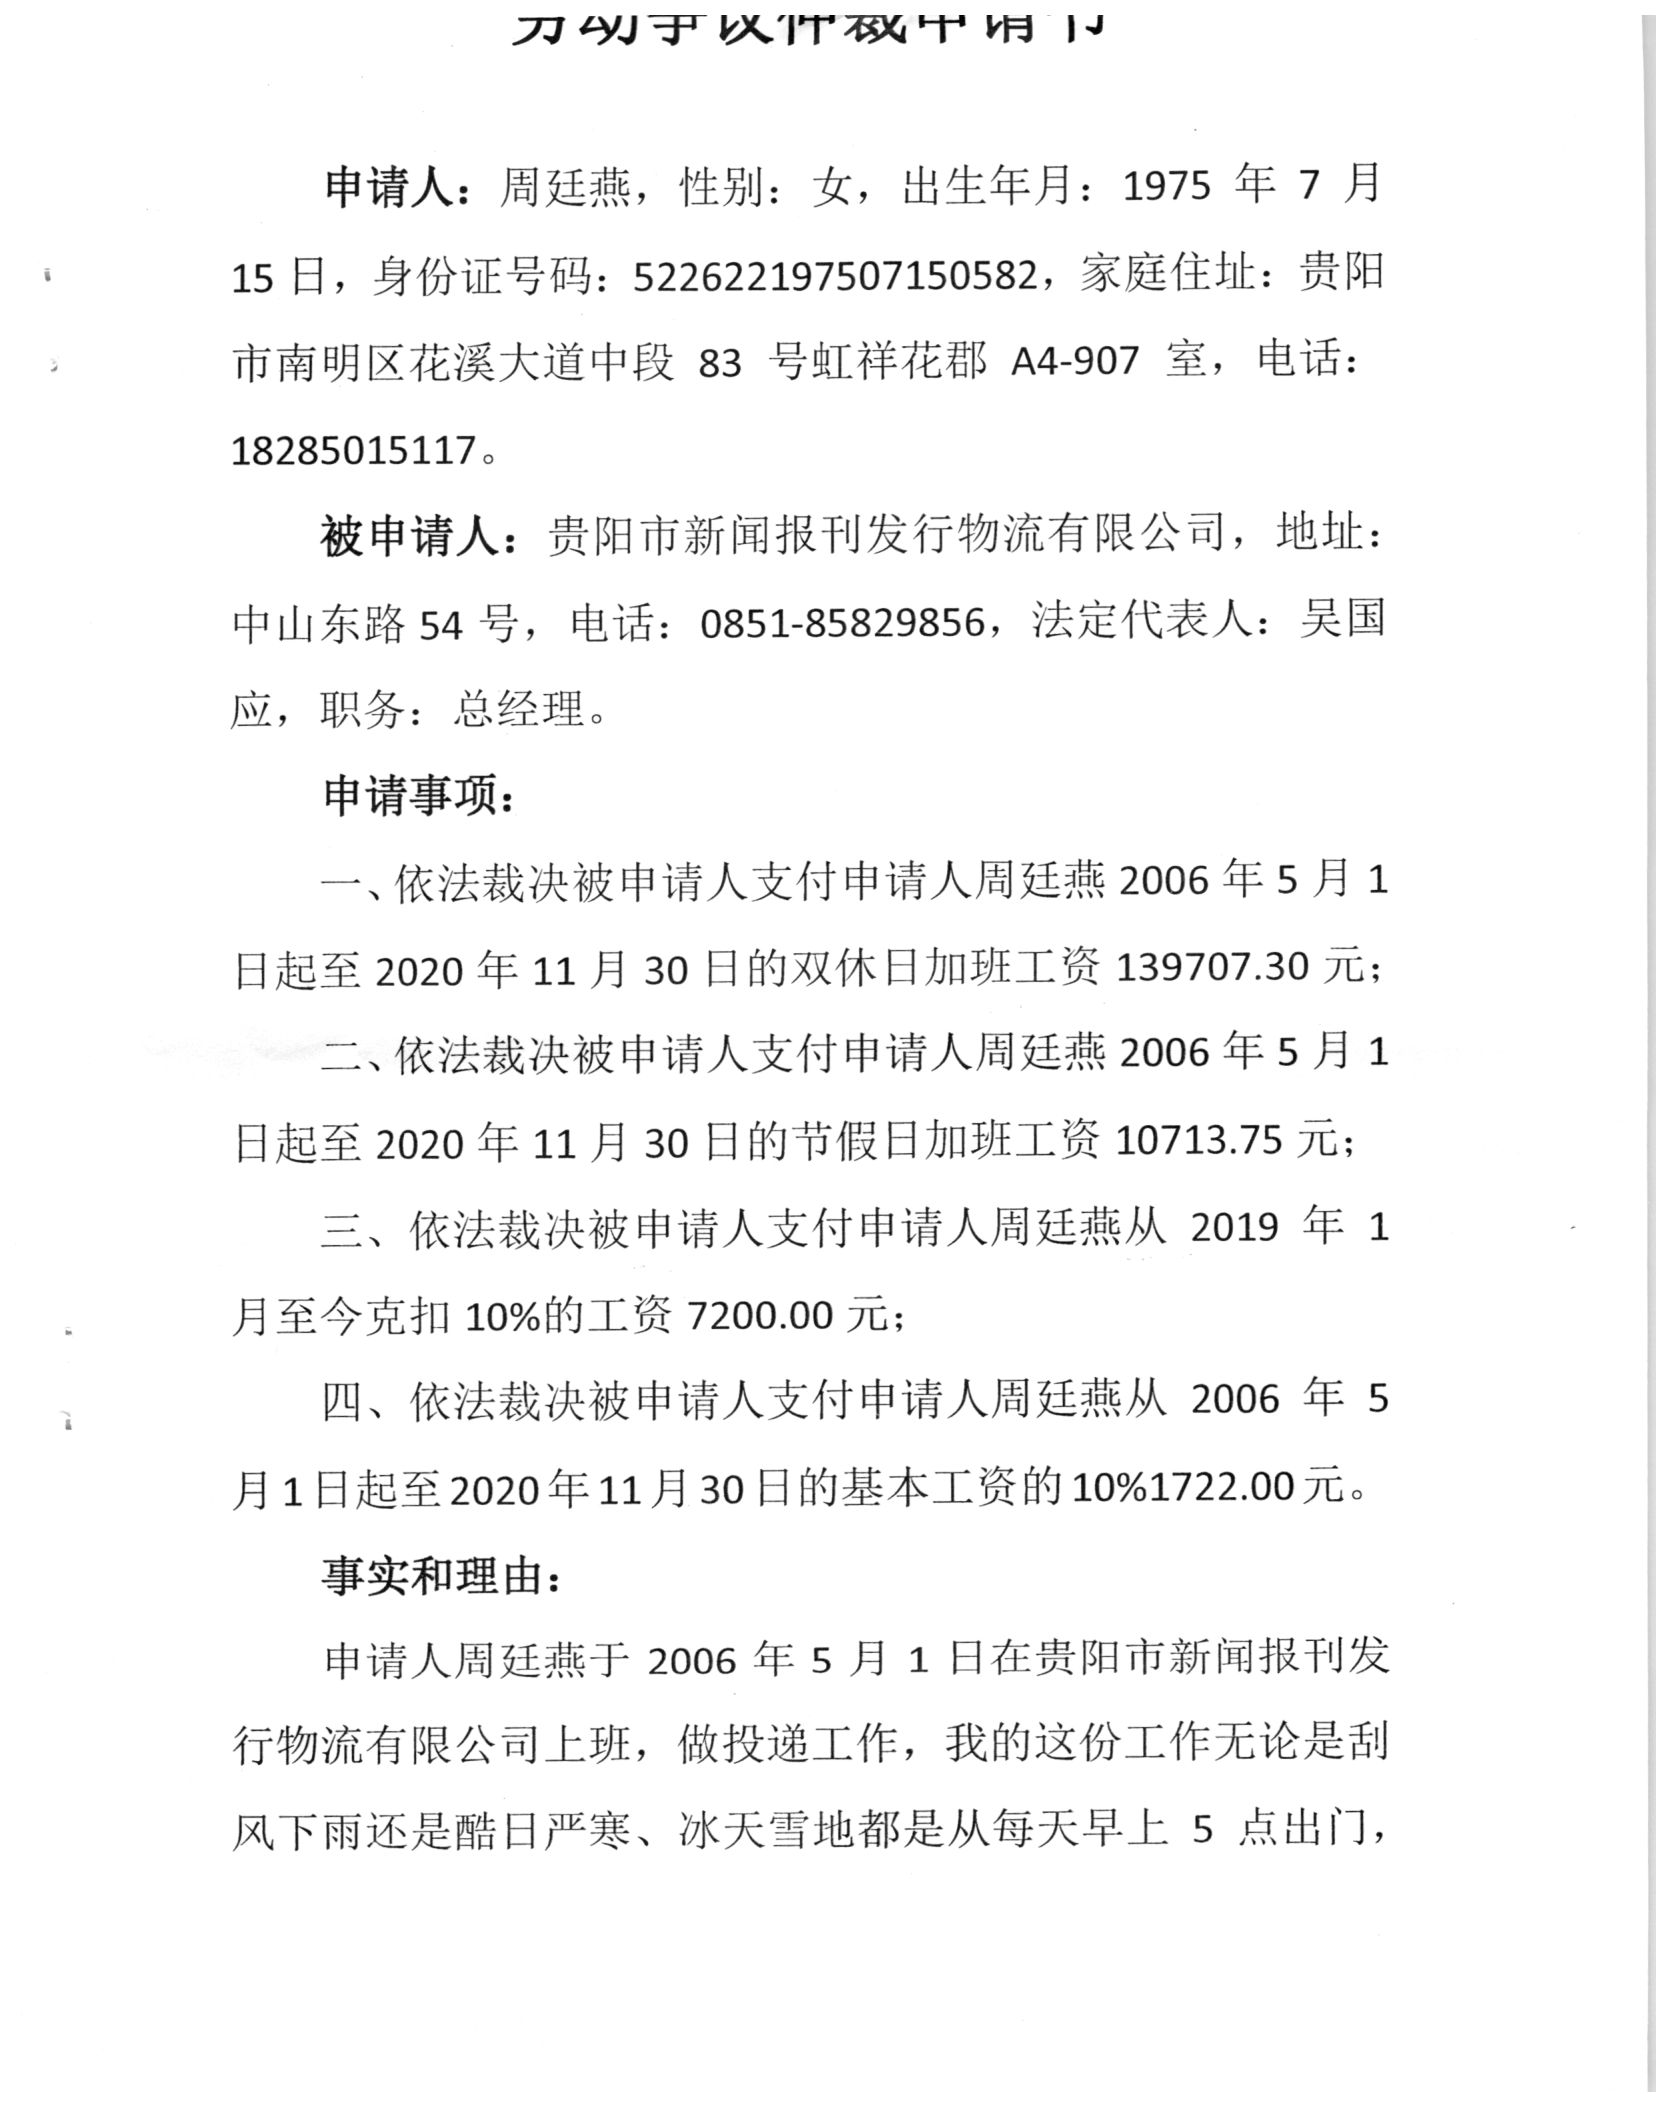 劳动争议仲裁申请书
申请人：周廷燕，性别：女，出生年月：1975 年 7 月
15 日，身份证号码：522622197507150582，家庭住址：贵阳
市南明区花溪大道中段 83 号虹祥花郡 A4-907 室，电话：
18285015117。
被申请人：贵阳市新闻报刊发行物流有限公司，地址：
中山东路 54 号，电话：0851-85829856，法定代表人：吴国
应，职务：总经理。
申请事项：
一、依法裁决被申请人支付申请人周廷燕 2006 年 5 月 1
日起至 2020 年 11 月 30 日的双休日加班工资 139707.30 元；
二、依法裁决被申请人支付申请人周廷燕 2006 年 5 月 1
日起至 2020 年 11 月 30 日的节假日加班工资 10713.75 元；
三、依法裁决被申请人支付申请人周廷燕从 2019 年 1
月至今克扣 10%的工资 7200.00 元；
四、依法裁决被申请人支付申请人周廷燕从 2006 年 5
月 1 日起至 2020 年 11 月 30 日的基本工资的 10%1722.00 元。
事实和理由：
申请人周廷燕于 2006 年 5 月 1 日在贵阳市新闻报刊发
行物流有限公司上班，做投递工作，我的这份工作无论是刮
风下雨还是酷日严寒、冰天雪地都是从每天早上 5 点出门，